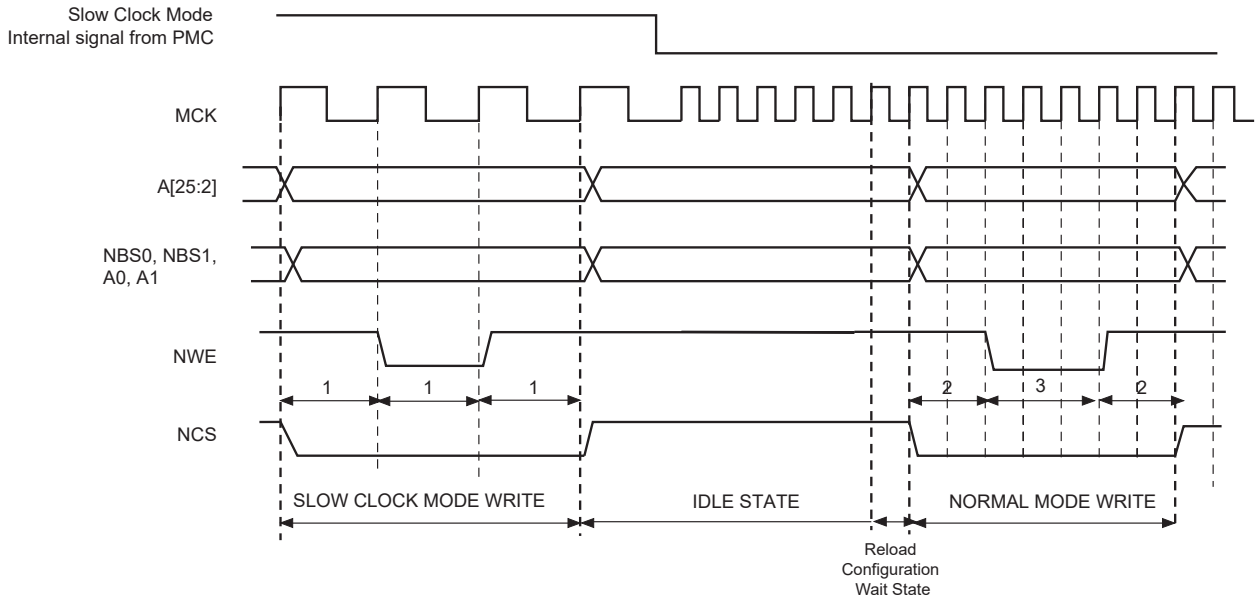 Slow Clock Mode
Internal signal from PMC
MCK
A[25:2]
NBS0, NBS1,
A0, A1
NWE
1 1 1 2 3 2
NCS
SLOW CLOCK MODE WRITE IDLE STATE NORMAL MODE WRITE
Reload
Configuration
Wait State